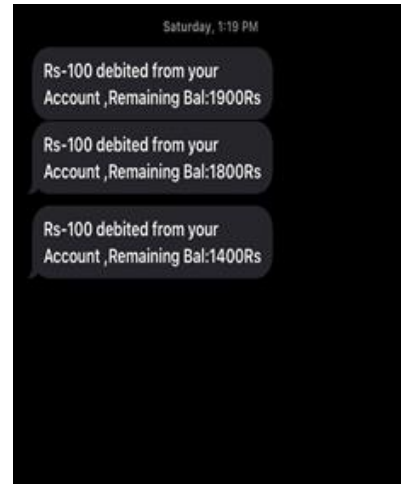 Saturday, 1:19 PM
Rs-100 debited from your
Account ,Remaining Bal:1900Rs
Rs-100 debited from your
Account ,Remaining Bal:1800Rs
Rs-100 debited from your
Account ,Remaining Bal:1400Rs